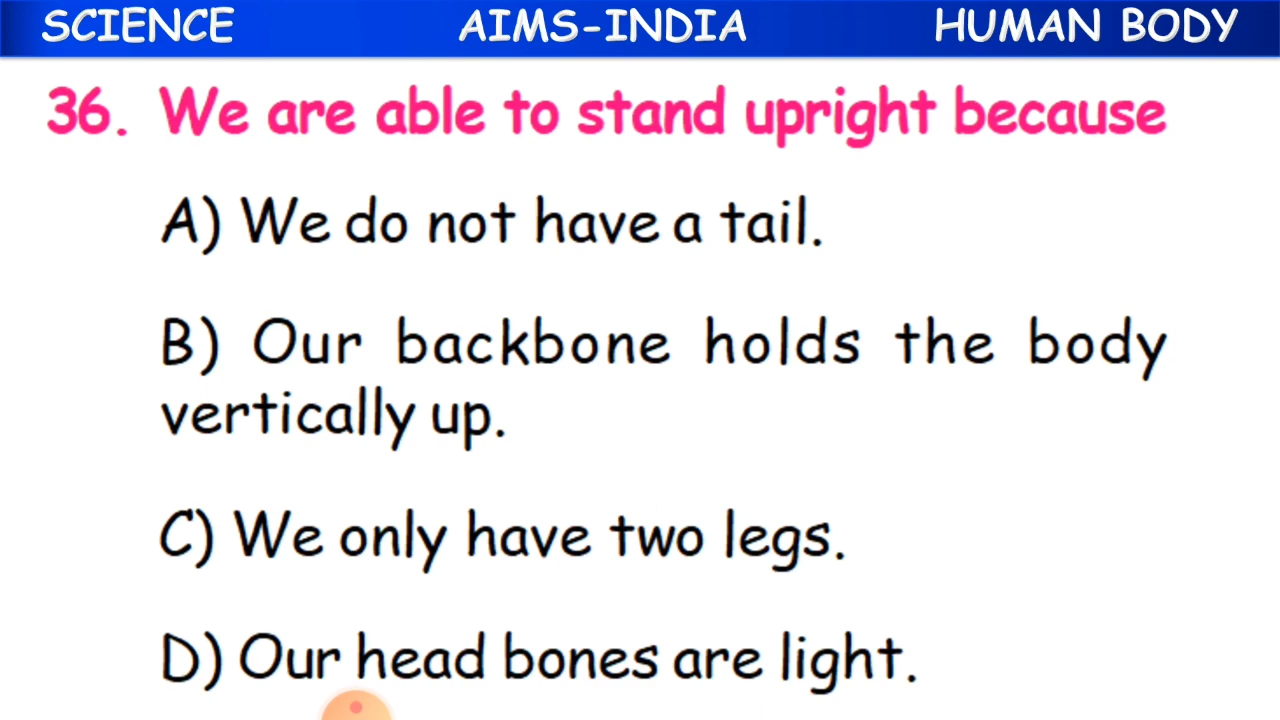 SCIENCE AIMS-INDIA HUMAN BODY
36. We are able to stand upright because
A) We do not have a tail.
B) Our backbone holds the body
vertically up.
C) We only have two legs.
D) Our head bones are light.